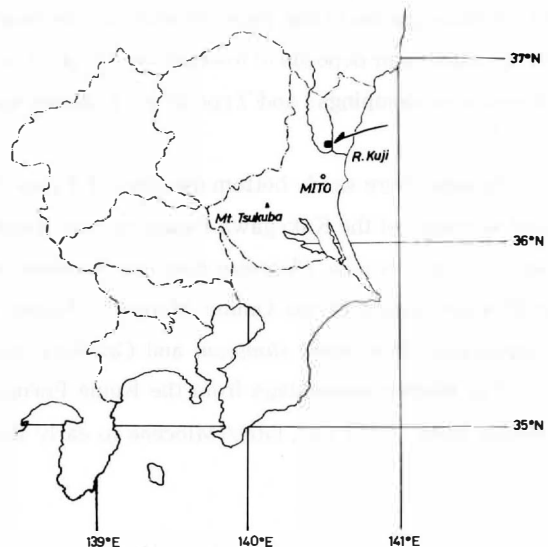 37°N
R. Kuji
MITO
Mt. Tsukuba
36°N
35°N
139°E
140°E
141°E